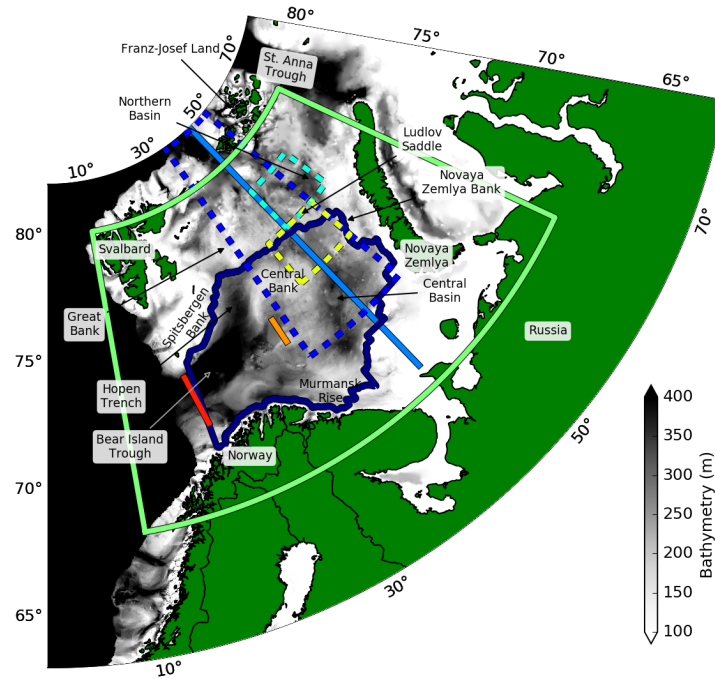 80°
75°
70°
65°
70°
50°
30°
10°
Franz-Josef Land
St. Anna
Trough
Northern
Basin
Ludlov
Saddle
Novaya
Zemlya Bank
80°
Svalbard
Novaya
Zemlya
70°
Central
Bank
Central
Basin
Great
Bank
Spitsbergen
Bank
Russia
75°
Hopen
Trench
Murmansk
Rise
Bear Island
Trough
Norway
50°
70°
30°
65°
10°
400
350
300
250
200
150
100
Bathymetry (m)